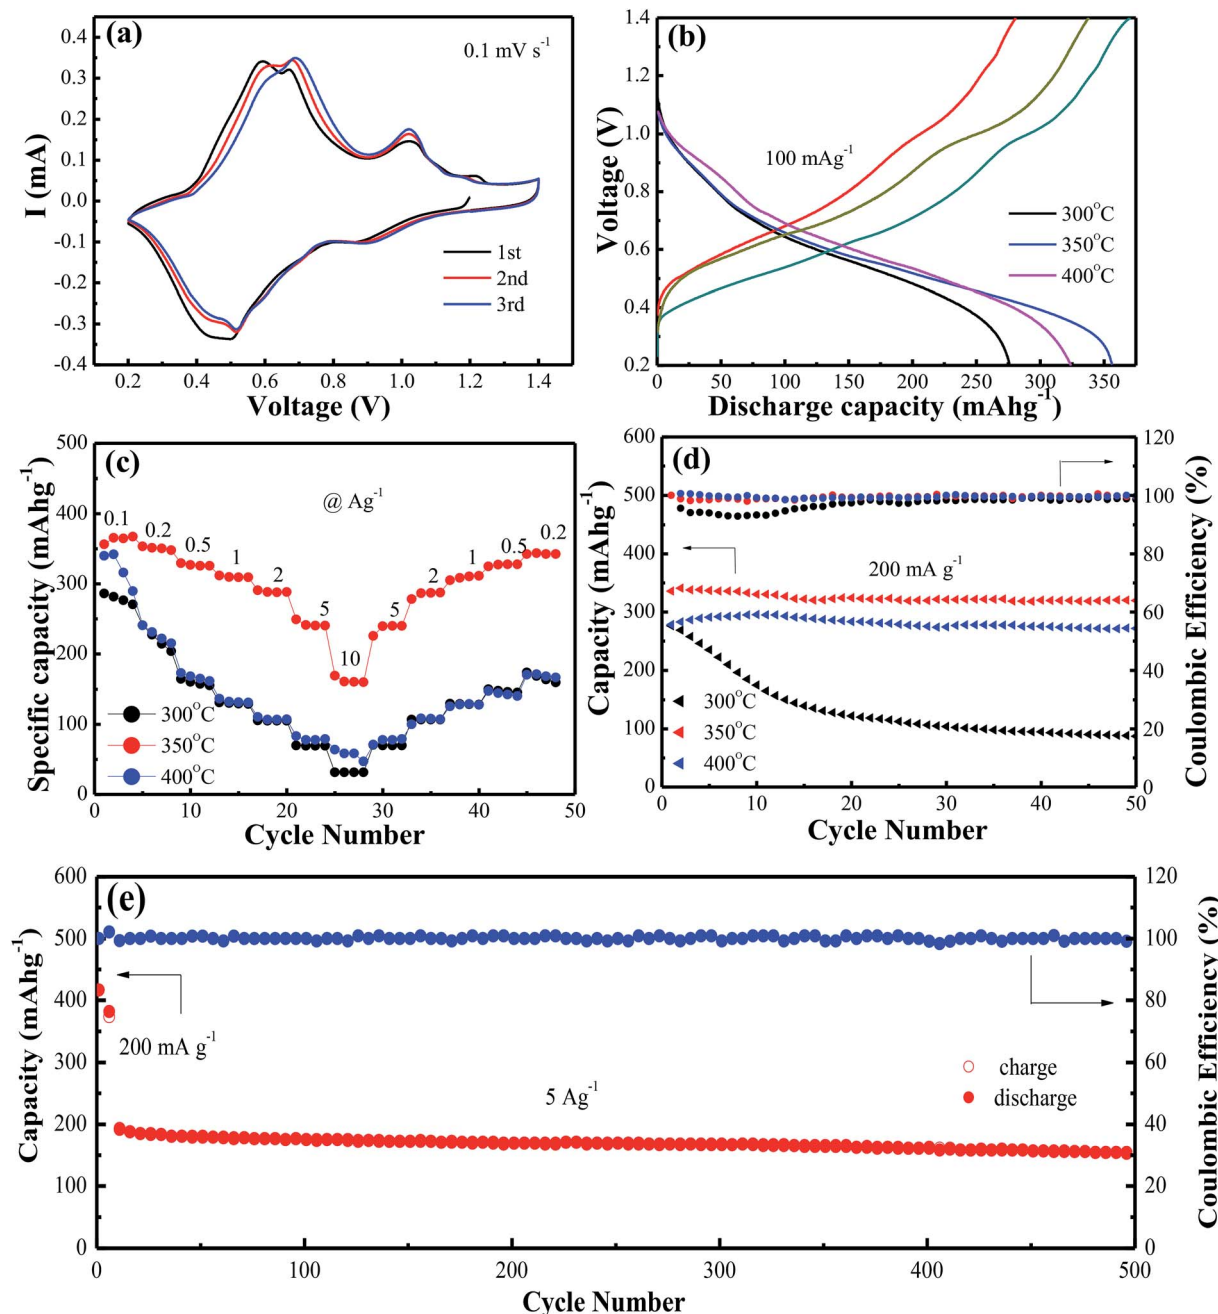 (a)
0.1 mV s⁻¹
I (mA)
0.4
0.3
0.2
0.1
0.0
-0.1
-0.2
-0.3
-0.4
1st
2nd
3rd
0.2 0.4 0.6 0.8 1.0 1.2 1.4
Voltage (V)
(b)
Voltage (V)
1.4
1.2
1.0
0.8
0.6
0.4
0.2
100 mAg⁻¹
300°C
350°C
400°C
0 50 100 150 200 250 300 350
Discharge capacity (mAhg⁻¹)
(c)
Specific capacity (mAhg⁻¹)
500
400
300
200
100
0
@ Ag⁻¹
0.1 0.2 0.5 1 2 5 10 5 2 1 0.5 0.2
300°C
350°C
400°C
0 10 20 30 40 50
Cycle Number
(d)
Capacity (mAhg⁻¹)
600
500
400
300
200
100
0
200 mA g⁻¹
300°C
350°C
400°C
120
100
80
60
40
20
0
Coulombic Efficiency (%)
0 10 20 30 40 50
Cycle Number
(e)
Capacity (mAhg⁻¹)
600
500
400
300
200
100
0
200 mA g⁻¹
5 Ag⁻¹
charge
discharge
120
100
80
60
40
20
0
Coulombic Efficiency (%)
0 100 200 300 400 500
Cycle Number